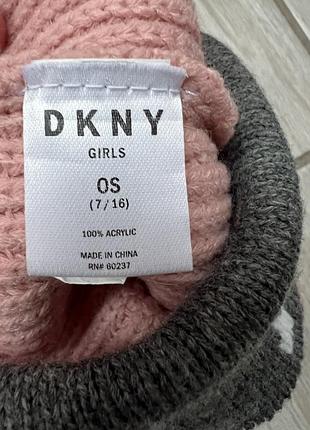 DKNY
GIRLS
OS
(7/16)
100% ACRYLIC
MADE IN CHINA
RN# 60237